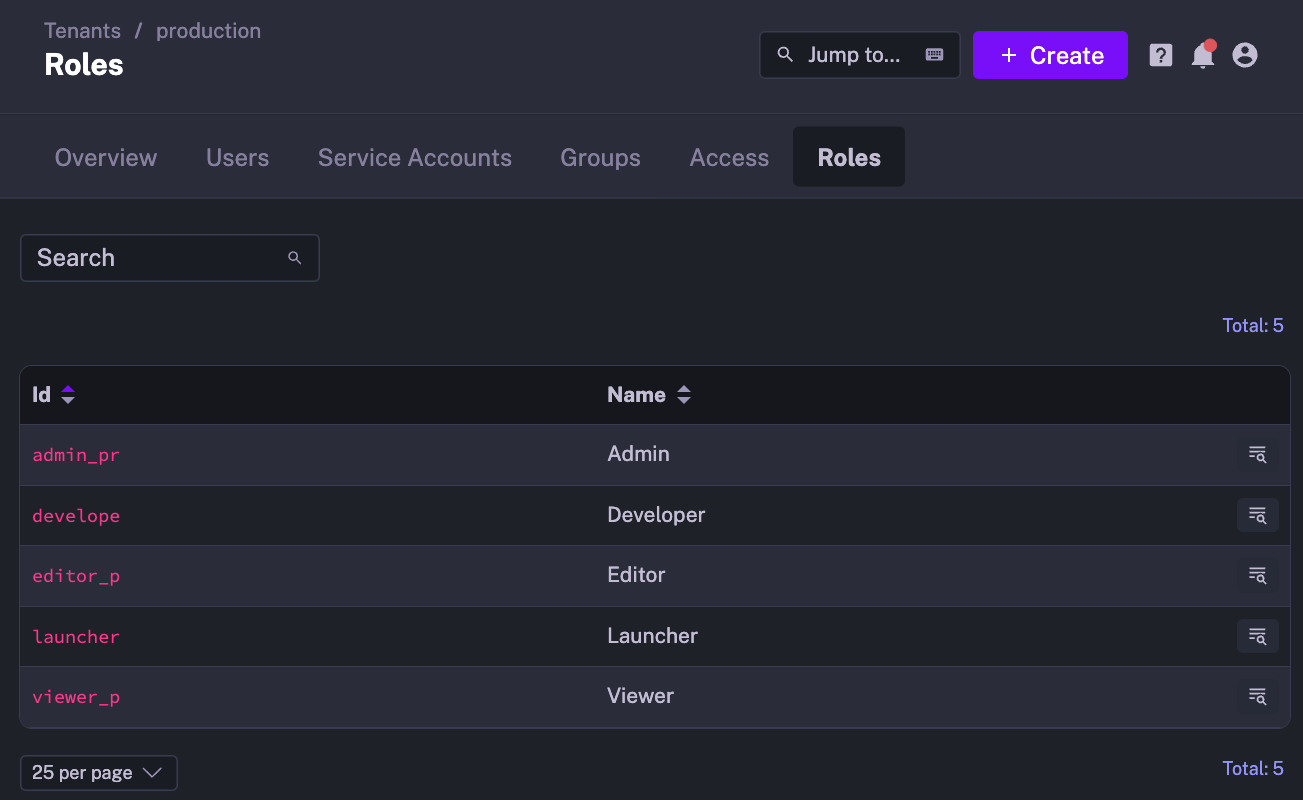 Tenants / production
Roles
Jump to...
+ Create
Overview Users Service Accounts Groups Access Roles
Search
Total: 5
Id Name
admin_pr Admin
develope Developer
editor_p Editor
launcher Launcher
viewer_p Viewer
25 per page Total: 5